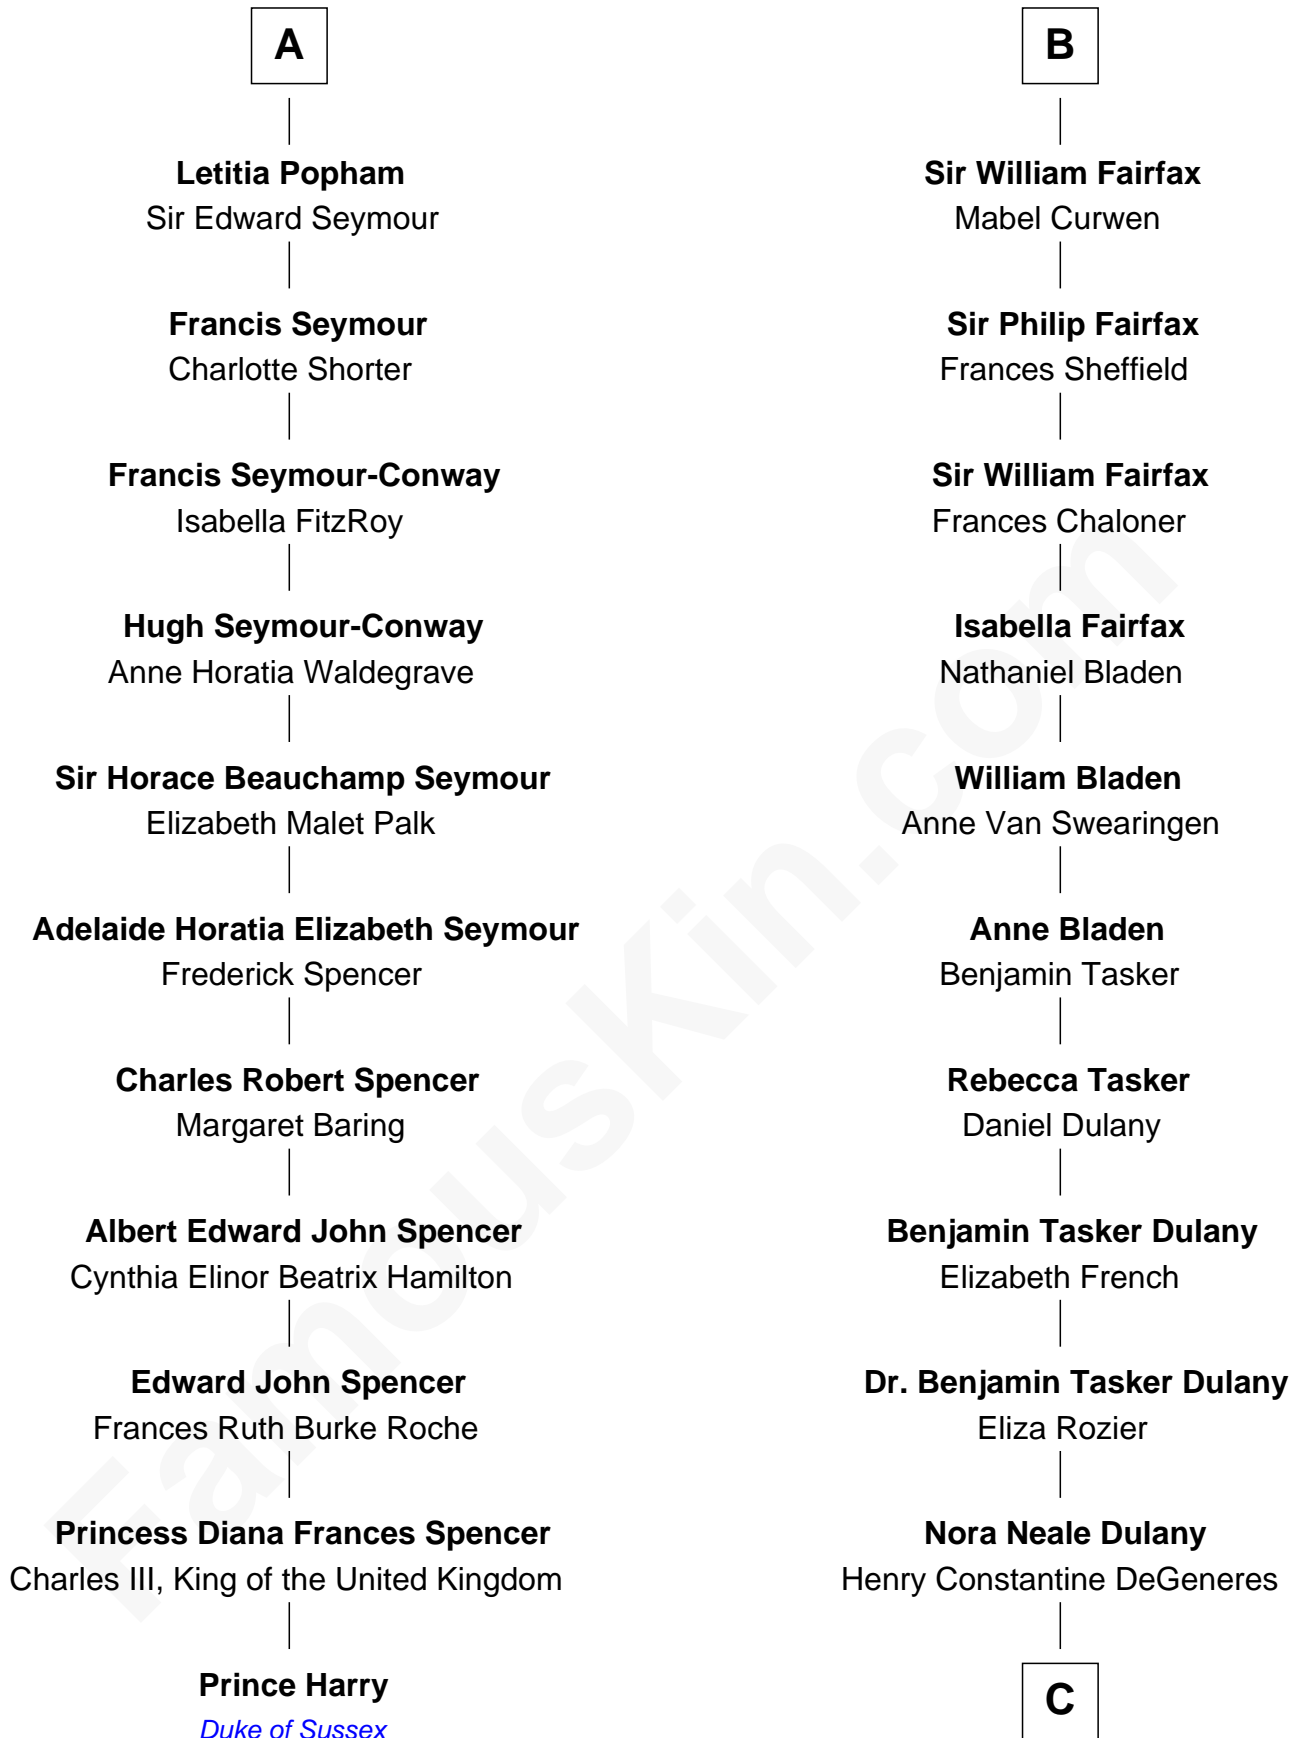 A
Letitia Popham
Sir Edward Seymour
Francis Seymour
Charlotte Shorter
Francis Seymour-Conway
Isabella FitzRoy
Hugh Seymour-Conway
Anne Horatia Waldegrave
Sir Horace Beauchamp Seymour
Elizabeth Malet Palk
Adelaide Horatia Elizabeth Seymour
Frederick Spencer
Charles Robert Spencer
Margaret Baring
Albert Edward John Spencer
Cynthia Elinor Beatrix Hamilton
Edward John Spencer
Frances Ruth Burke Roche
Princess Diana Frances Spencer
Charles III, King of the United Kingdom
Prince Harry
Duke of Sussex
B
Sir William Fairfax
Mabel Curwen
Sir Philip Fairfax
Frances Sheffield
Sir William Fairfax
Frances Chaloner
Isabella Fairfax
Nathaniel Bladen
William Bladen
Anne Van Swearingen
Anne Bladen
Benjamin Tasker
Rebecca Tasker
Daniel Dulany
Benjamin Tasker Dulany
Elizabeth French
Dr. Benjamin Tasker Dulany
Eliza Rozier
Nora Neale Dulany
Henry Constantine DeGeneres
C
FamousKin.com